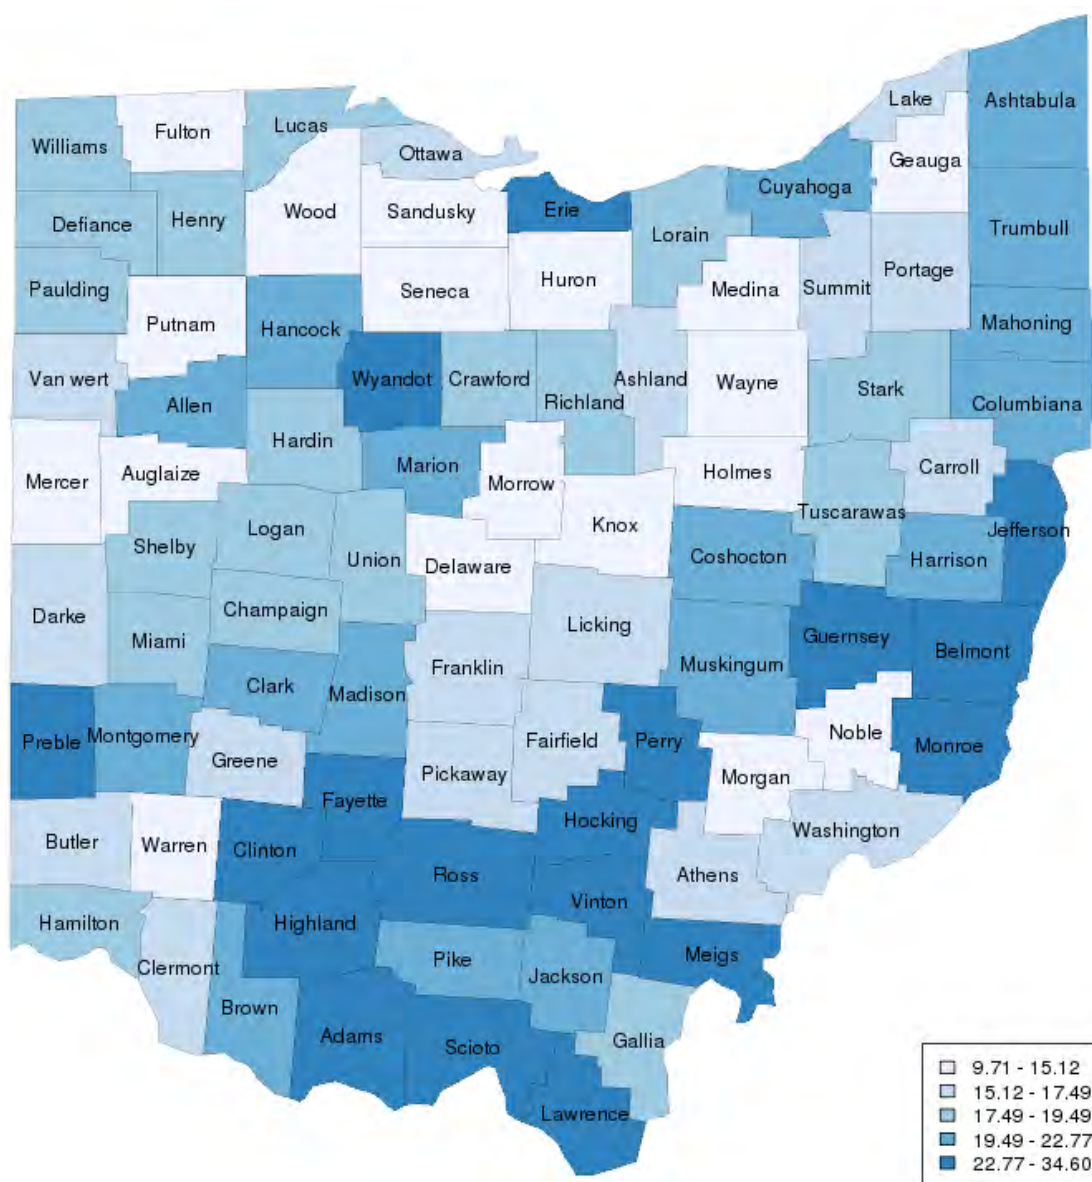 Lake
Ashtabula
Fulton
Lucas
Williams
Ottawa
Geauga
Cuyahoga
Wood
Sandusky
Erie
Defiance
Henry
Lorain
Trumbull
Paulding
Seneca
Huron
Medina
Summit
Portage
Putnam
Hancock
Mahoning
Van wert
Wyandot
Crawford
Ashland
Wayne
Stark
Allen
Richland
Columbiana
Hardin
Mercer
Auglaize
Marion
Morrow
Holmes
Carroll
Knox
Tuscarawas
Logan
Jefferson
Shelby
Union
Delaware
Coshocton
Harrison
Darke
Champaign
Licking
Miami
Guernsey
Belmont
Franklin
Muskingum
Clark
Madison
Preble
Montgomery
Fairfield
Perry
Noble
Monroe
Greene
Pickaway
Morgan
Fayette
Hocking
Washington
Butler
Warren
Clinton
Ross
Athens
Vinton
Hamilton
Highland
Meigs
Clermont
Pike
Jackson
Brown
Adams
Scioto
Gallia
Lawrence
9.71 - 15.12
15.12 - 17.49
17.49 - 19.49
19.49 - 22.77
22.77 - 34.60